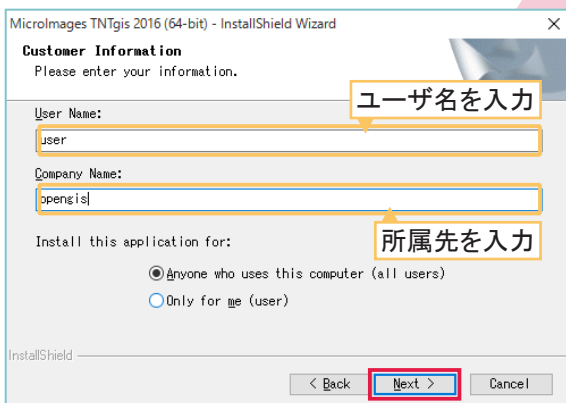 MicroImages TNTgis 2016 (64-bit) - InstallShield Wizard
Customer Information
Please enter your information.
ユーザ名を入力
User Name:
user
Company Name:
opengis
所属先を入力
Install this application for:
Anyone who uses this computer (all users)
Only for me (user)
InstallShield
< Back Next > Cancel